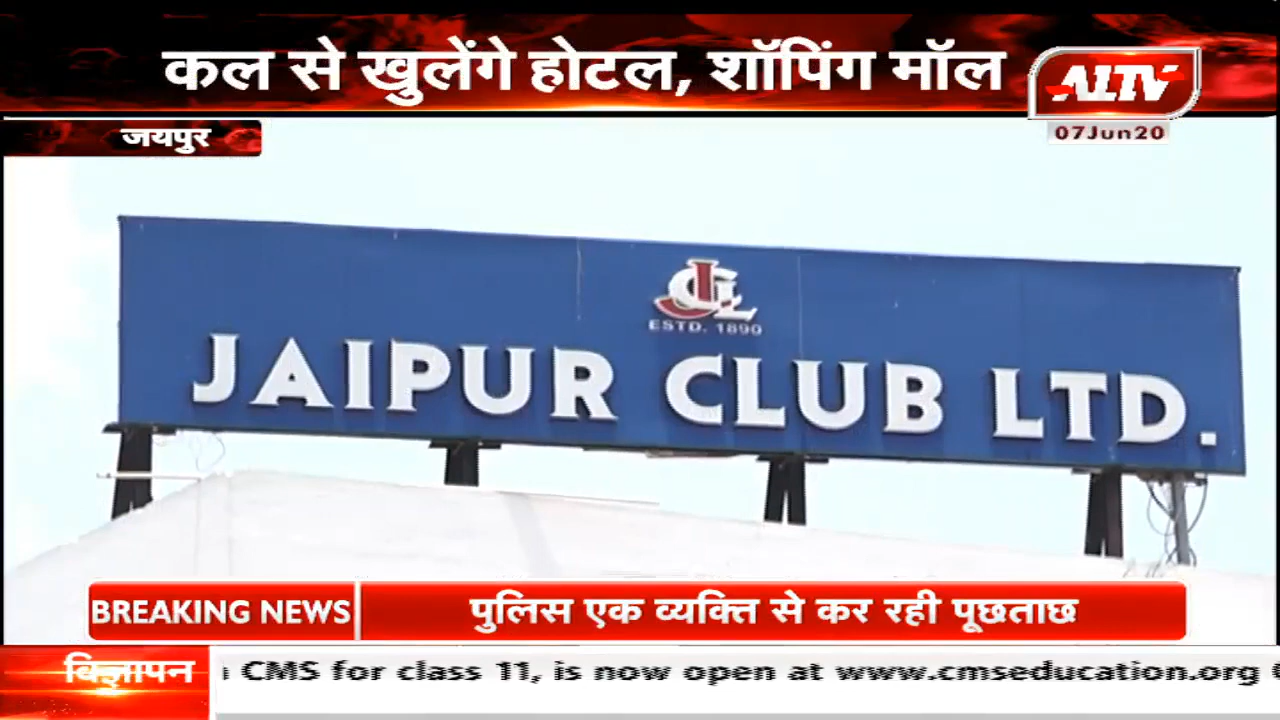 कल से खुलेंगे होटल, शॉपिंग मॉल
ALTV
07Jun20
जयपुर
JCL
ESTD. 1890
JAIPUR CLUB LTD.
BREAKING NEWS
पुलिस एक व्यक्ति से कर रही पूछताछ
विज्ञापन
CMS for class 11, is now open at www.cmseducation.org